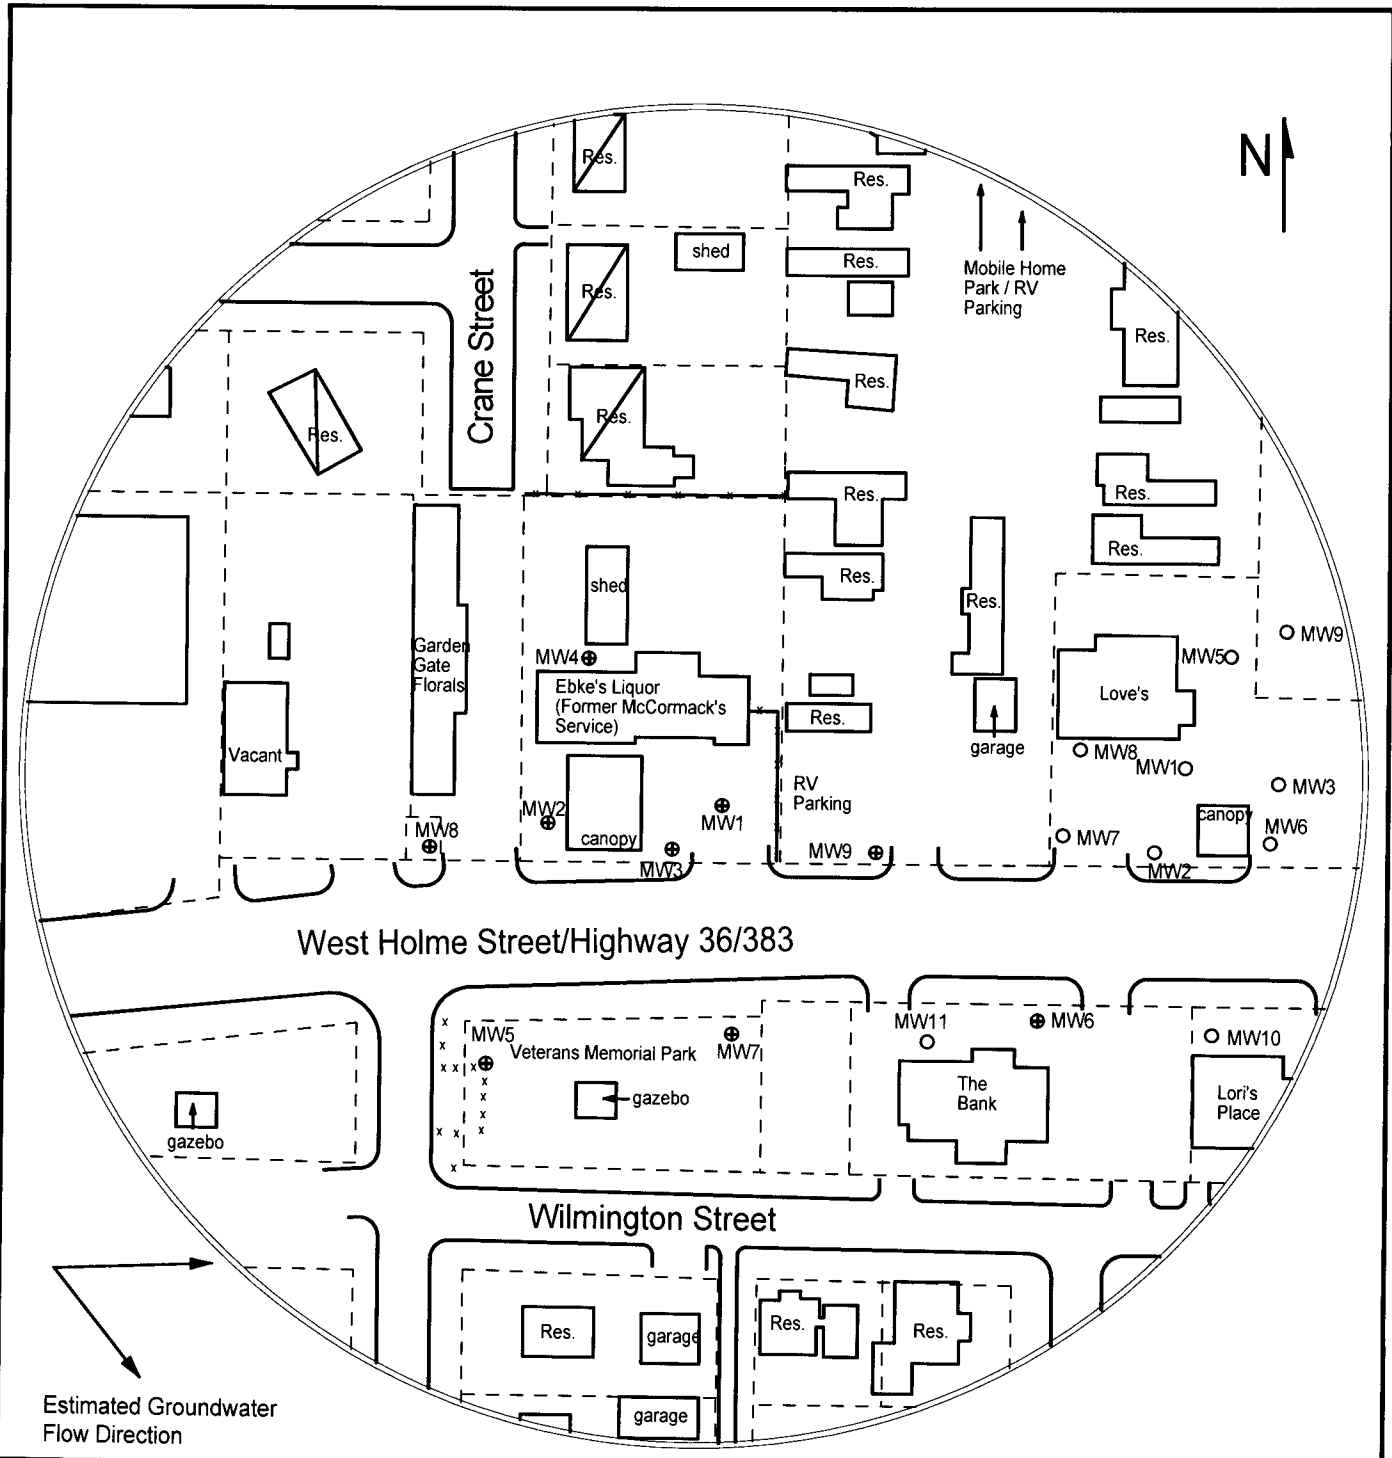 N
Res.
Res.
shed
Res.
Res.
Res.
Mobile Home
Park / RV
Parking
Crane Street
Res.
Res.
Res.
Res.
Res.
Res.
Res.
shed
Res.
Res.
MW9
Garden
Gate
Florals
MW4
MW5
Ebke's Liquor
(Former McCormack's
Service)
Love's
Res.
Vacant
garage
MW8
MW1
RV
Parking
MW3
MW2
MW1
canopy
MW8
canopy
MW3
MW9
MW7
MW6
MW2
West Holme Street/Highway 36/383
MW5
Veterans Memorial Park
MW7
MW11
MW6
MW10
gazebo
The
Bank
Lori's
Place
gazebo
Wilmington Street
Res.
garage
Res.
Res.
garage
Estimated Groundwater
Flow Direction